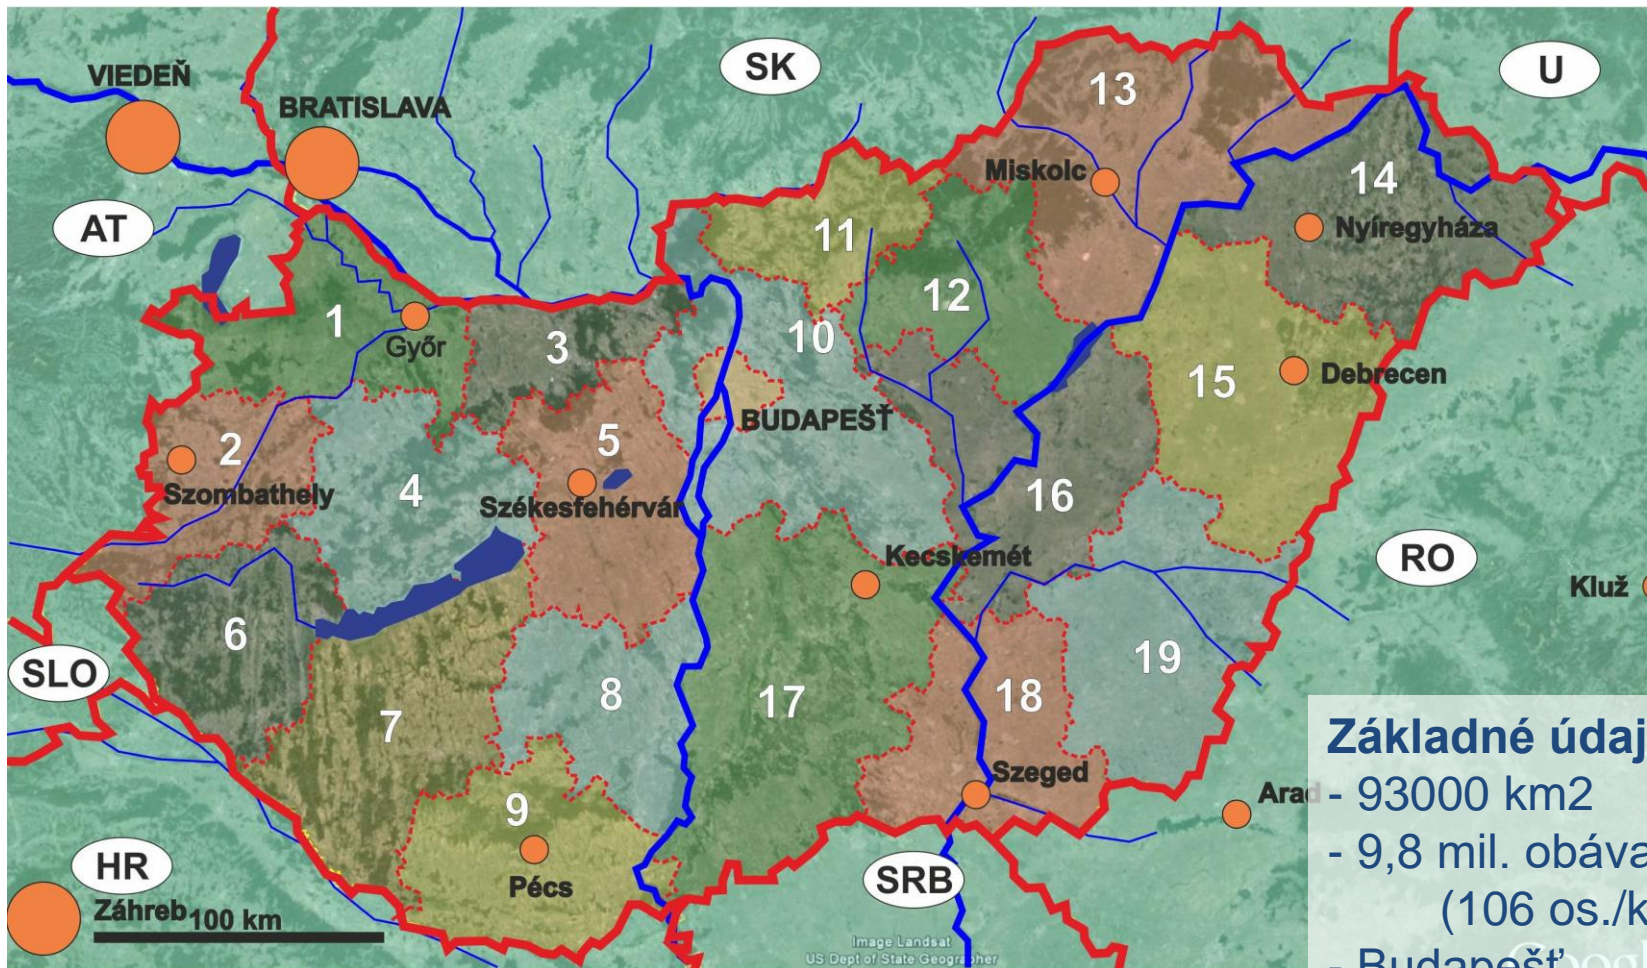 VIEDEŇ
BRATISLAVA
SK
U
AT
13
Miskolc
14
Nyíregyháza
11
12
1
Győr
3
10
15
Debrecen
BUDAPEŠŤ
2
Szombathely
4
5
Székesfehérvár
16
RO
Kecskemét
Kluž
6
SLO
7
8
17
18
19
Szeged
Arad
9
Pécs
HR
Záhreb
100 km
SRB
Image Landsat
US Dept of State Geographer
Základné údaj
- 93000 km2
- 9,8 mil. obáva
(106 os./k
- Budapešť